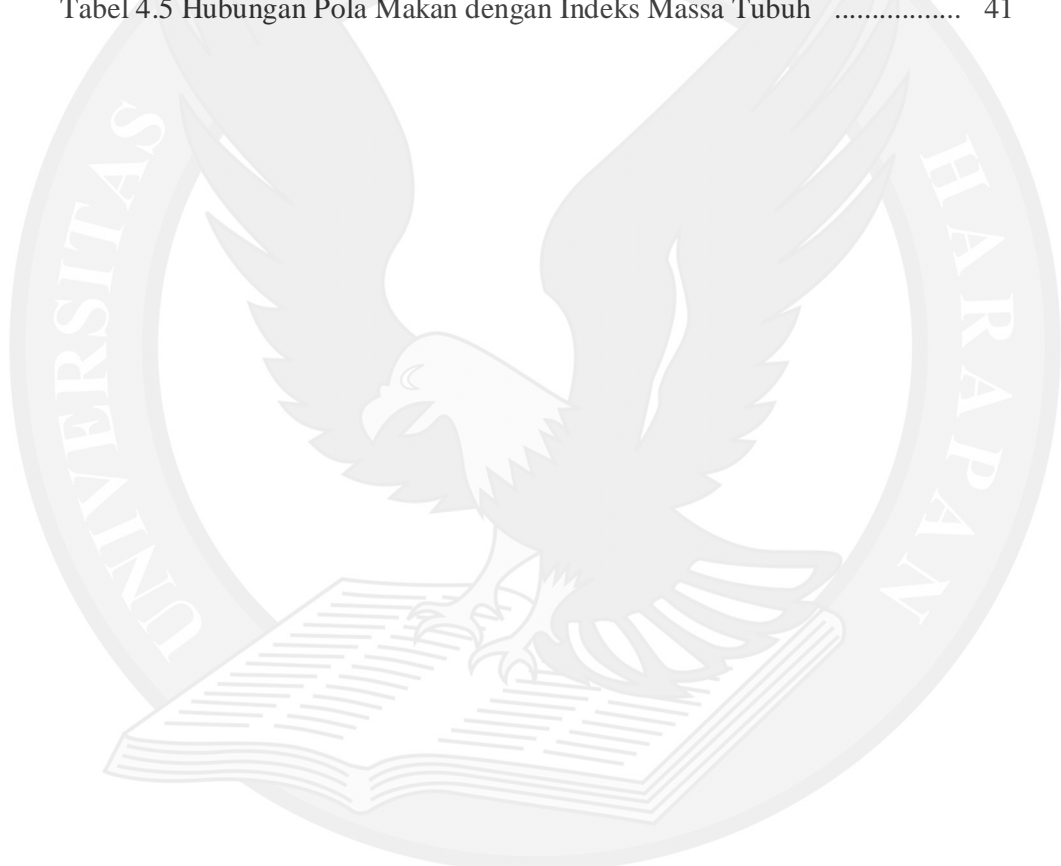 Tabel 4.5 Hubungan Pola Makan dengan Indeks Massa Tubuh ................. 41
UNIVERSITAS
HARAPAN